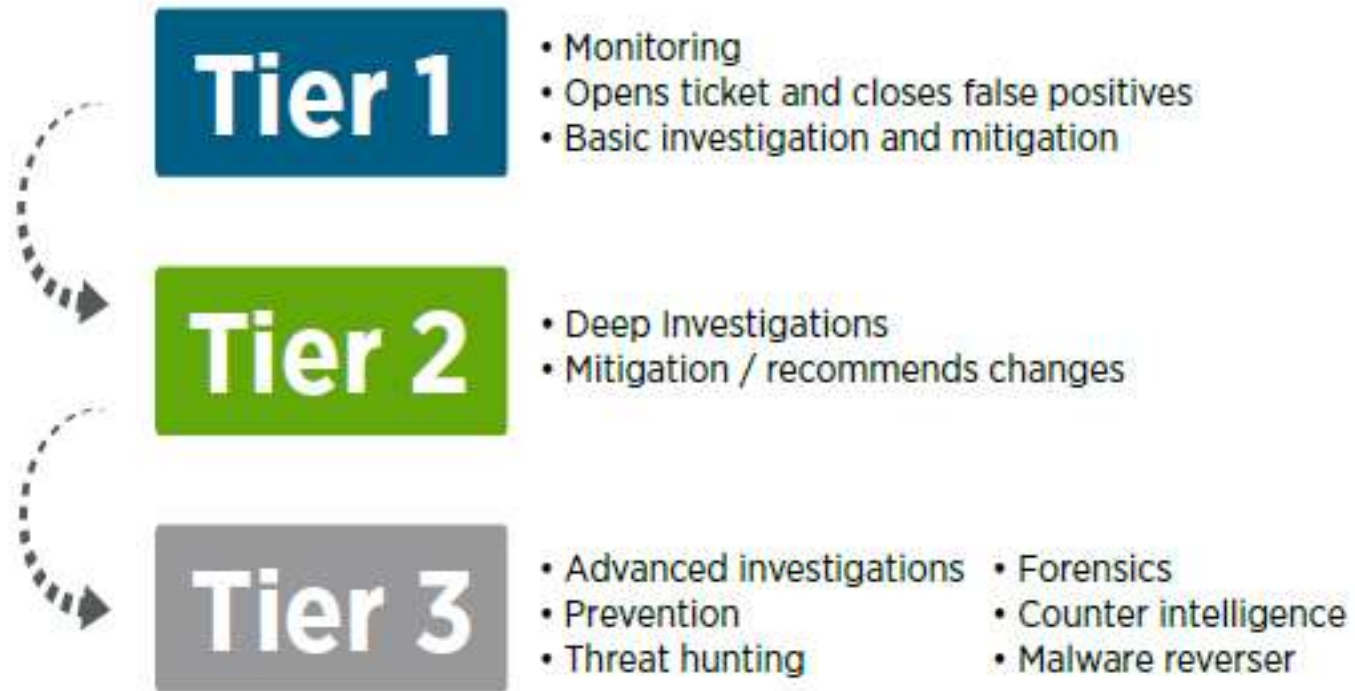 Tier 1
• Monitoring
• Opens ticket and closes false positives
• Basic investigation and mitigation
Tier 2
• Deep Investigations
• Mitigation / recommends changes
Tier 3
• Advanced investigations
• Prevention
• Threat hunting
• Forensics
• Counter intelligence
• Malware reverser